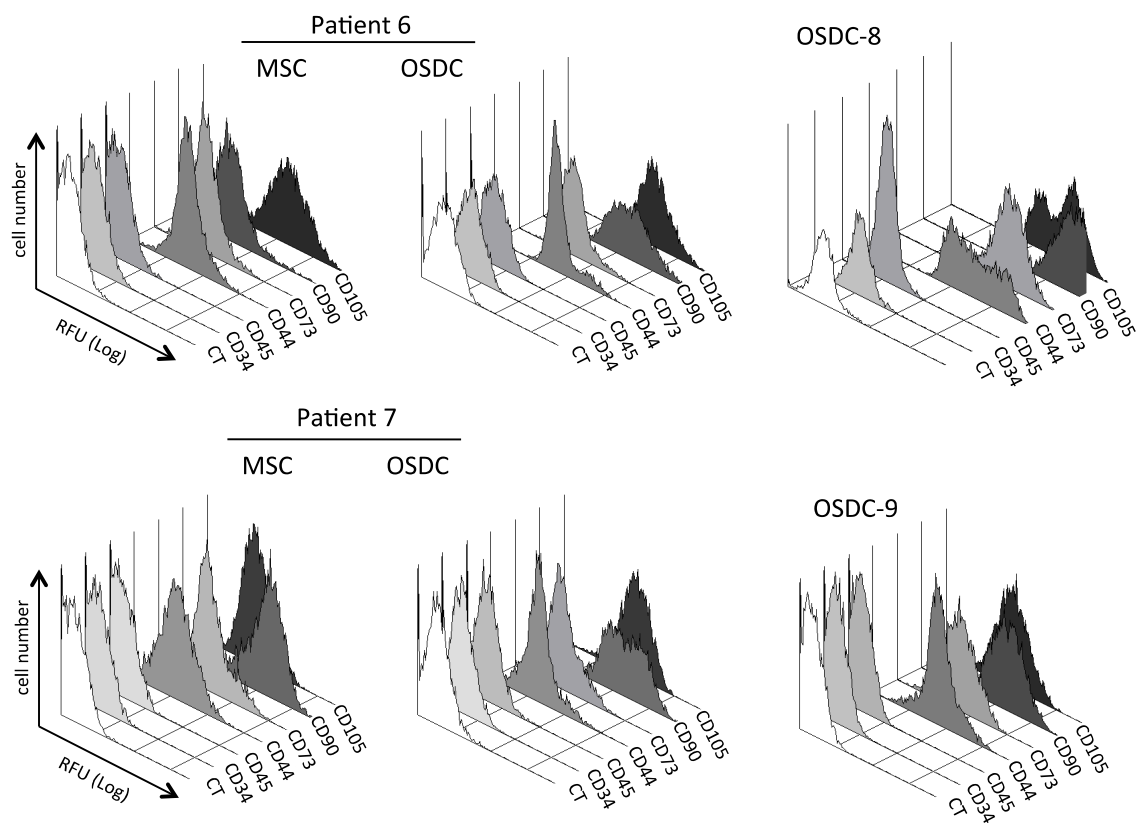 Patient 6
MSC
OSDC
cell number
RFU (Log)
CT
CD34
CD45
CD44
CD73
CD90
CD105
CT
CD34
CD45
CD44
CD73
CD90
CD105
OSDC-8
CT
CD34
CD45
CD44
CD73
CD90
CD105
Patient 7
MSC
OSDC
cell number
RFU (Log)
CT
CD34
CD45
CD44
CD73
CD90
CD105
CT
CD34
CD45
CD44
CD73
CD90
CD105
OSDC-9
CT
CD34
CD45
CD44
CD73
CD90
CD105